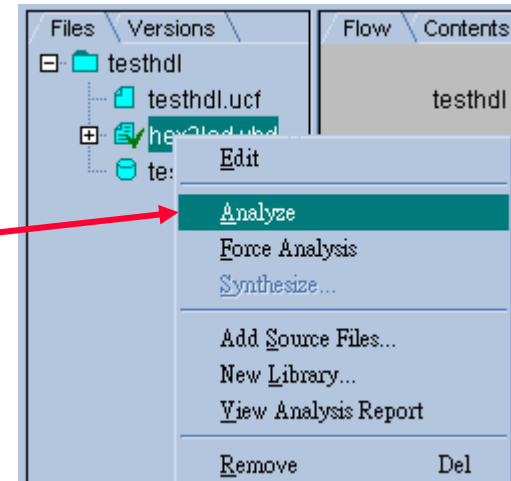 Files Versions
Flow Contents
testhdl
testhdl.ucf
testhdl
Edit
Analyze
Force Analysis
Synthesize...
Add Source Files...
New Library...
View Analysis Report
Remove Del